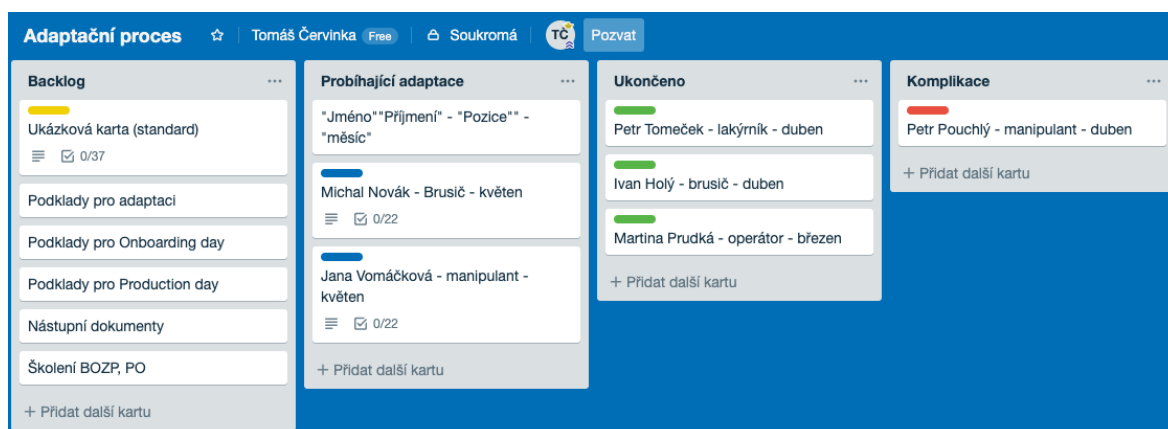 Adaptační proces
Tomáš Červinka Free
Soukromá
TČ
Pozvat
Backlog
Ukázková karta (standard)
0/37
Podklady pro adaptaci
Podklady pro Onboarding day
Podklady pro Production day
Nástupní dokumenty
Školení BOZP, PO
+ Přidat další kartu
Probíhající adaptace
"Jméno""Příjmení" - "Pozice"" -
"měsíc"
Michal Novák - Brusič - květen
0/22
Jana Vomáčková - manipulant -
květen
0/22
+ Přidat další kartu
Ukončeno
Petr Tomeček - lakýrník - duben
Ivan Holý - brusič - duben
Martina Prudká - operátor - březen
+ Přidat další kartu
Komplikace
Petr Pouchlý - manipulant - duben
+ Přidat další kartu